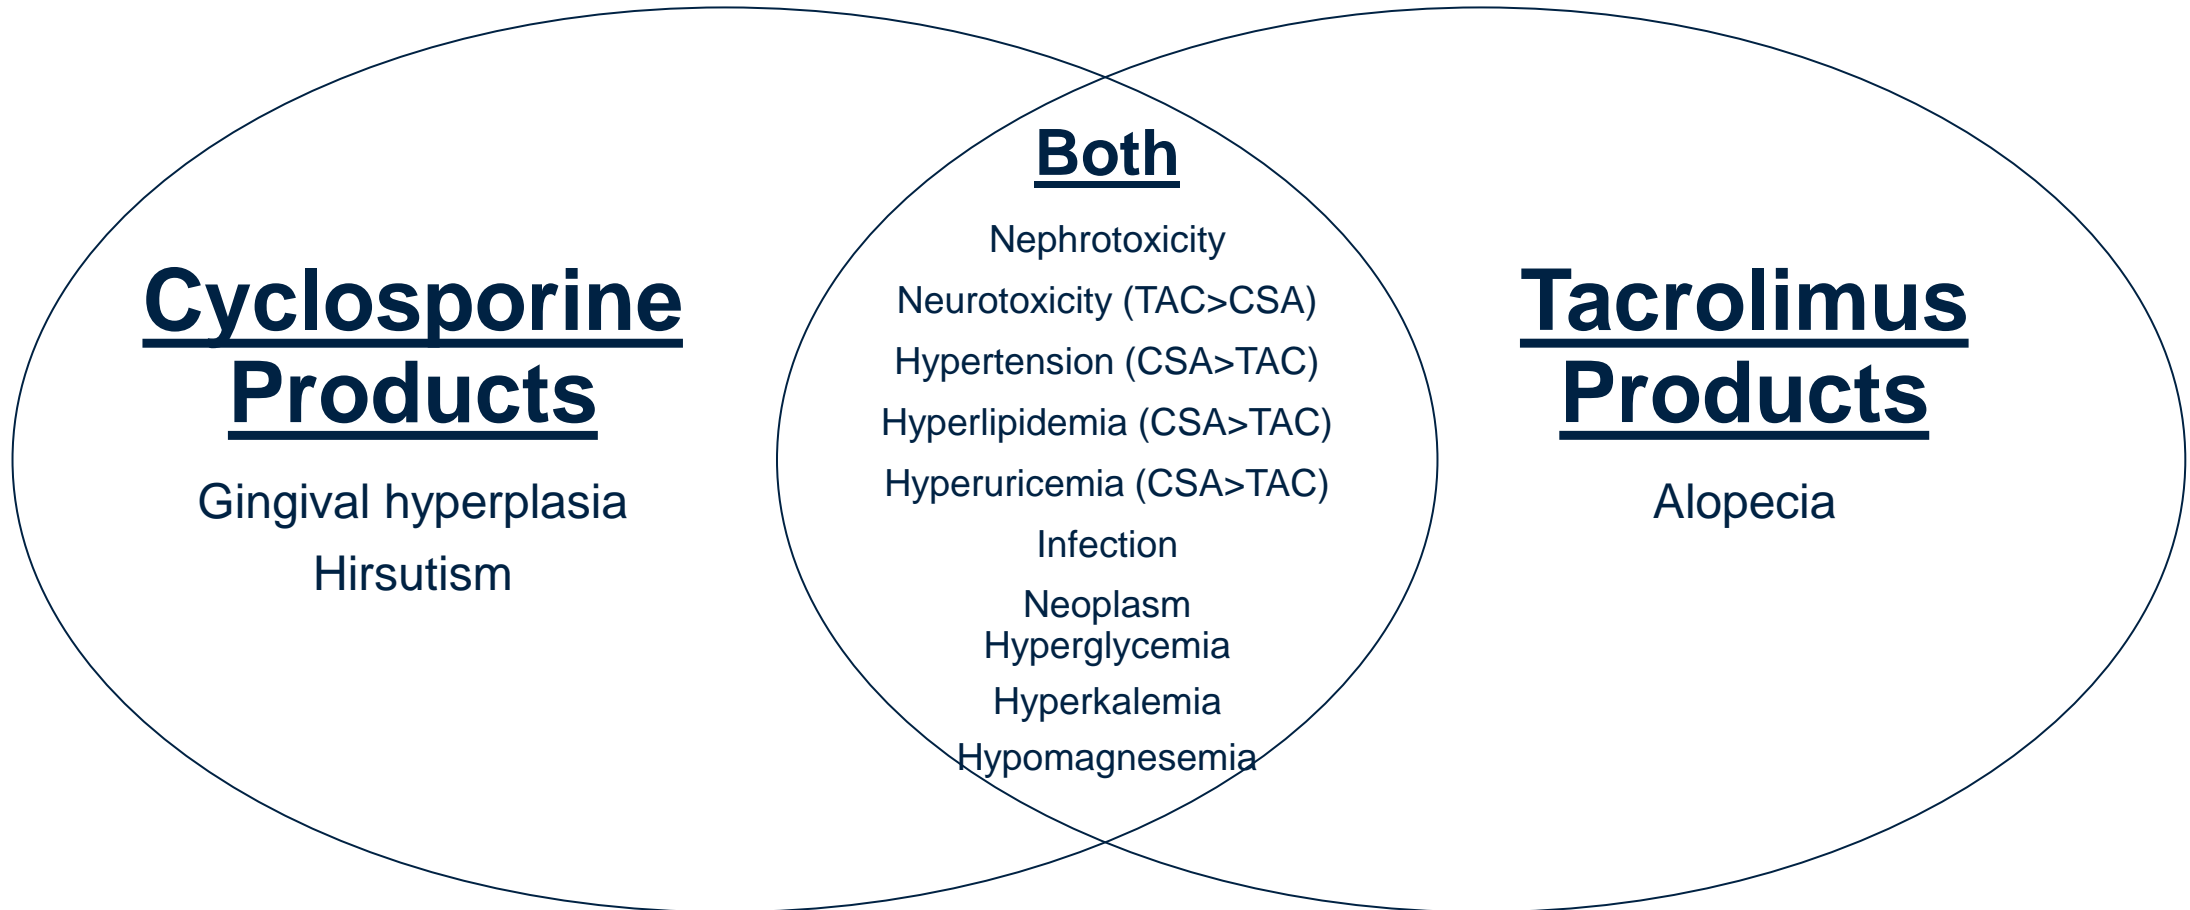 Cyclosporine
Products
Gingival hyperplasia
Hirsutism
Both
Nephrotoxicity
Neurotoxicity (TAC>CSA)
Hypertension (CSA>TAC)
Hyperlipidemia (CSA>TAC)
Hyperuricemia (CSA>TAC)
Infection
Neoplasm
Hyperglycemia
Hyperkalemia
Hypomagnesemia
Tacrolimus
Products
Alopecia